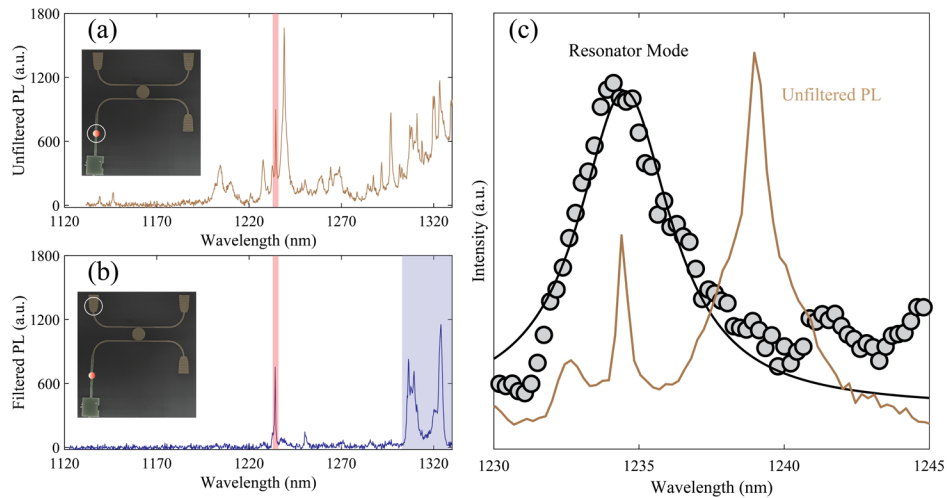 (a)
Unfiltered PL (a.u.)
1800
1200
600
0
1120
1170
1220
1270
1320
Wavelength (nm)
(b)
Filtered PL (a.u.)
1800
1200
600
0
1120
1170
1220
1270
1320
Wavelength (nm)
(c)
Resonator Mode
Unfiltered PL
Intensity (a.u.)
1230
1235
1240
1245
Wavelength (nm)